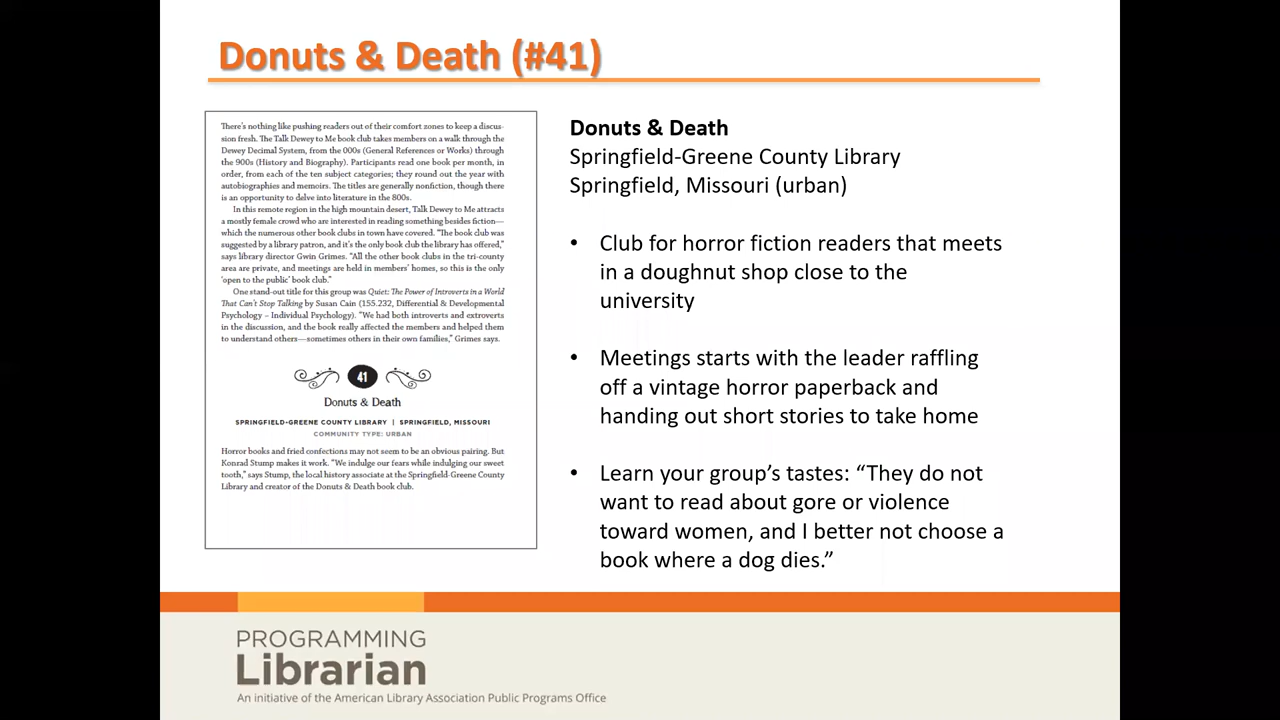 Donuts & Death (#41)
There's nothing like pushing readers out of their comfort zones to keep a discus-
sion fresh. The Talk Dewey to Me book club takes members on a walk through the
Dewey Decimal System, from the 000s (General References or Works) through
the 900s (History and Biography). Participants read one book per month, in
order, from each of the ten subject categories; they round out the year with
autobiographies and memoirs. The titles are generally nonfiction, though there
is an opportunity to delve into literature in the 800s.
In this remote region in the high mountain desert, Talk Dewey to Me attracts
a mostly female crowd who are interested in reading something besides fiction—
which the numerous other book clubs in town have covered. “The book club was
suggested by a library patron, and it's the only book club the library has offered,”
says library director Gwin Grimes. “All the other book clubs in the tri-county
area are private, and meetings are held in members' homes, so this is the only
‘open to the public’ book club.”
One stand-out title for this group was Quiet: The Power of Introverts in a World
That Can't Stop Talking by Susan Cain (155.232, Differential & Developmental
Psychology – Individual Psychology). “We had both introverts and extroverts
in the discussion, and the book really affected the members and helped them
to understand others—sometimes others in their own families,” Grimes says.
41
Donuts & Death
SPRINGFIELD-GREENE COUNTY LIBRARY | SPRINGFIELD, MISSOURI
COMMUNITY TYPE: URBAN
Horror books and fried confections may not seem to be an obvious pairing. But
Konrad Stump makes it work. “We indulge our fears while indulging our sweet
tooth,” says Stump, the local history associate at the Springfield-Greene County
Library and creator of the Donuts & Death book club.
Donuts & Death
Springfield-Greene County Library
Springfield, Missouri (urban)
• Club for horror fiction readers that meets
in a doughnut shop close to the
university
• Meetings starts with the leader raffling
off a vintage horror paperback and
handing out short stories to take home
• Learn your group’s tastes: “They do not
want to read about gore or violence
toward women, and I better not choose a
book where a dog dies.”
PROGRAMMING
Librarian
An initiative of the American Library Association Public Programs Office